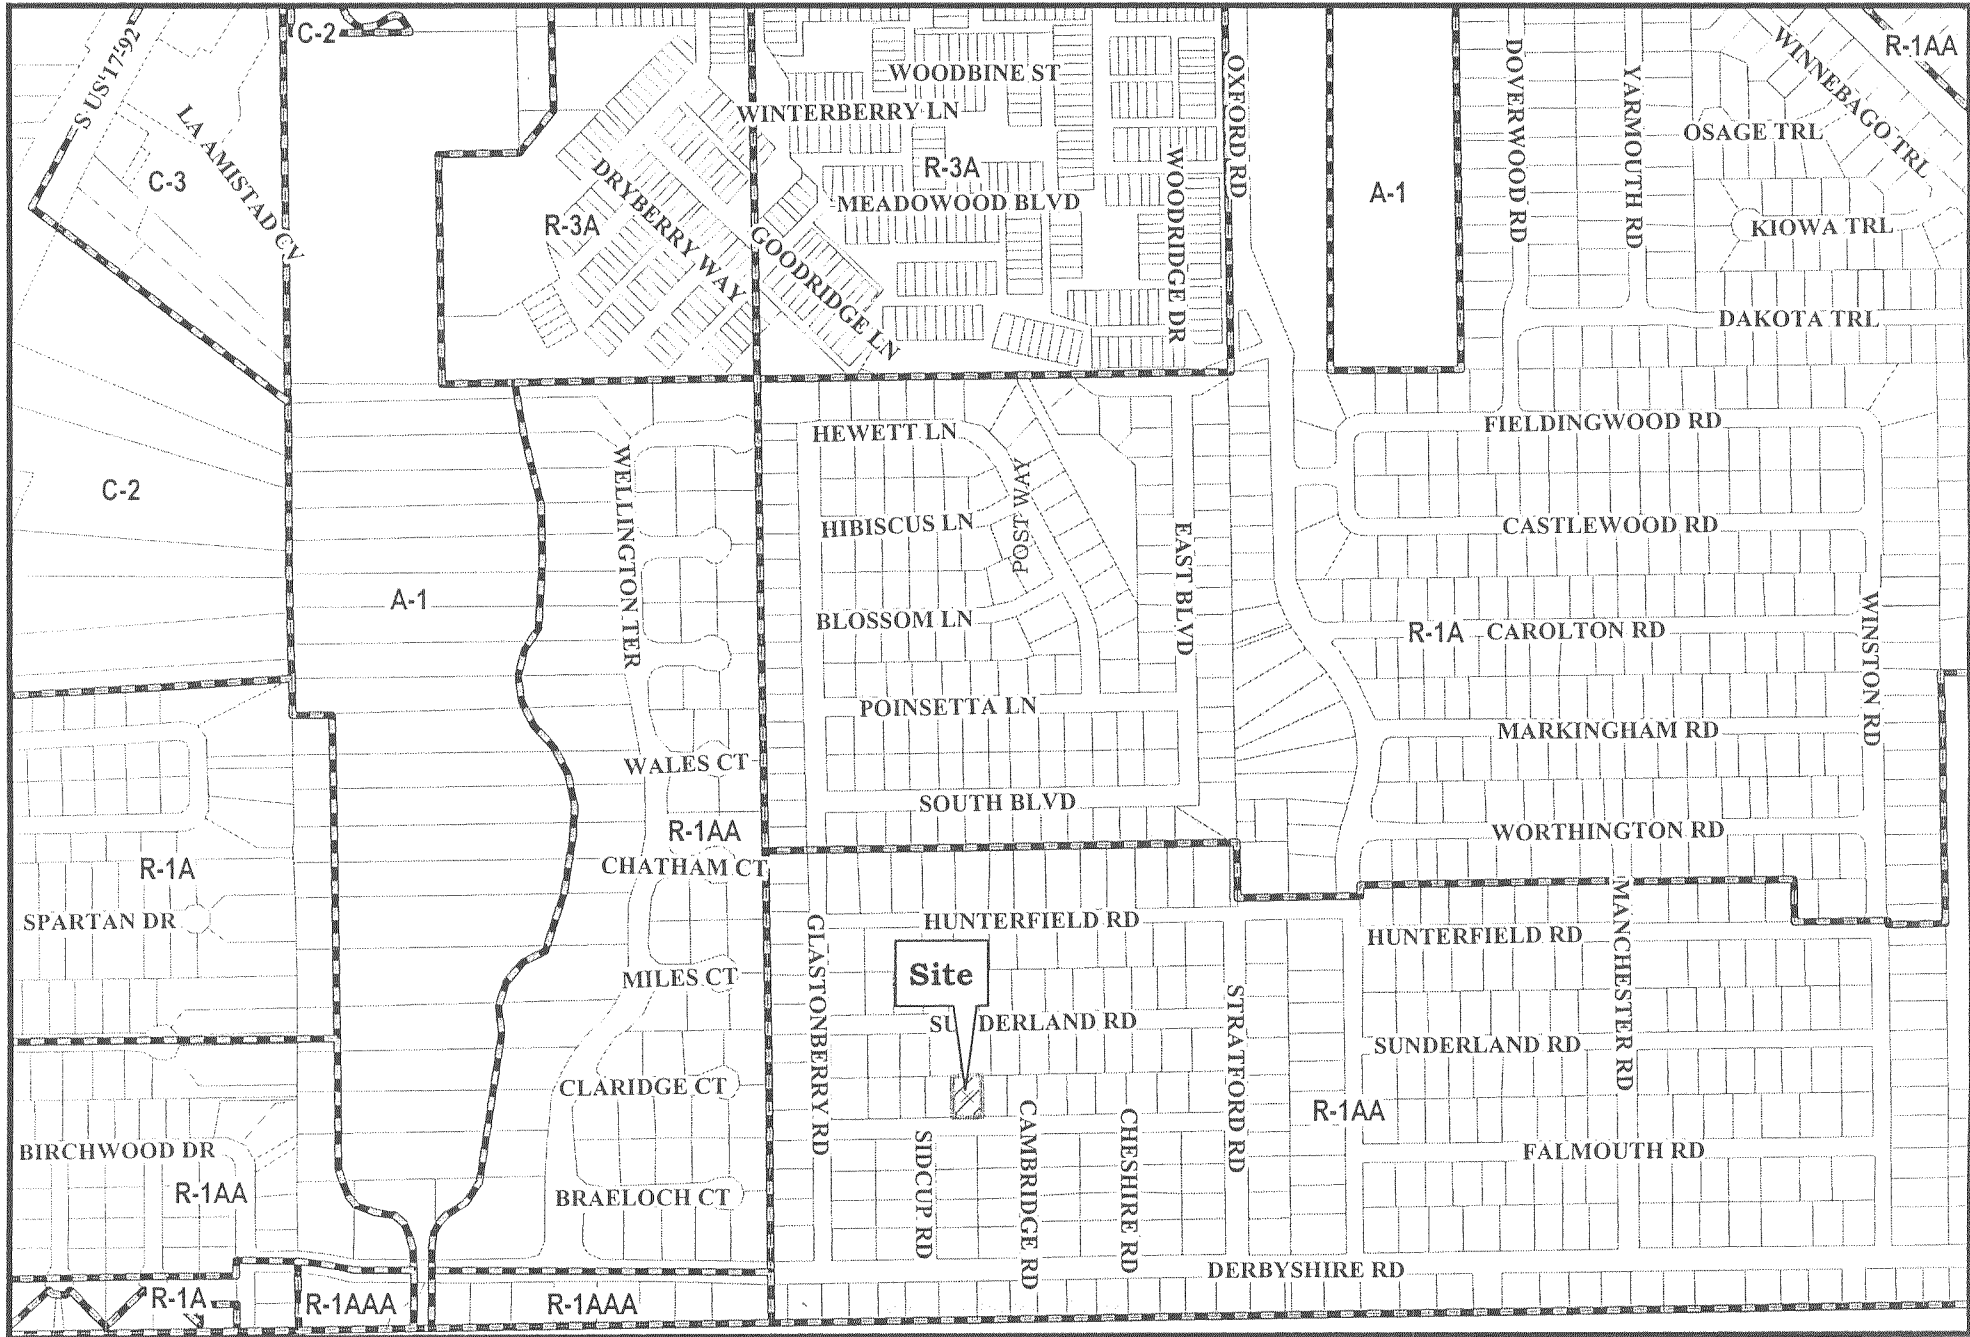 C-2
S US 17-92
WOODBINE ST
OXFORD RD
DOVERWOOD RD
YARMOUTH RD
WINNEBAGO TRL
R-1AA
LA AMISTAD CV
WINTERBERRY LN
OSAGE TRL
C-3
DRYBERRY WAY
R-3A
WOODRIDGE DR
A-1
MEADOWOOD BLVD
R-3A
GOODRIDGE LN
KIOWA TRL
DAKOTA TRL
HEWETT LN
FIELDINGWOOD RD
WELLINGTON TER
POST WAY
C-2
HIBISCUS LN
EAST BLVD
CASTLEWOOD RD
A-1
BLOSSOM LN
R-1A
CAROLTON RD
WINSTON RD
POINSETTA LN
MARKINGHAM RD
WALES CT
SOUTH BLVD
R-1AA
WORTHINGTON RD
R-1A
CHATHAM CT
SPARTAN DR
GLASTONBERRY RD
HUNTERFIELD RD
HUNTERFIELD RD
MANCHESTER RD
MILES CT
Site
SU DERLAND RD
STRATFORD RD
SUNDERLAND RD
CLARIDGE CT
R-1AA
BIRCHWOOD DR
SIDCUP RD
CAMBRIDGE RD
CHESHIRE RD
FALMOUTH RD
R-1AA
BRAELOCH CT
DERBYSHIRE RD
R-1A
R-1AAA
R-1AAA